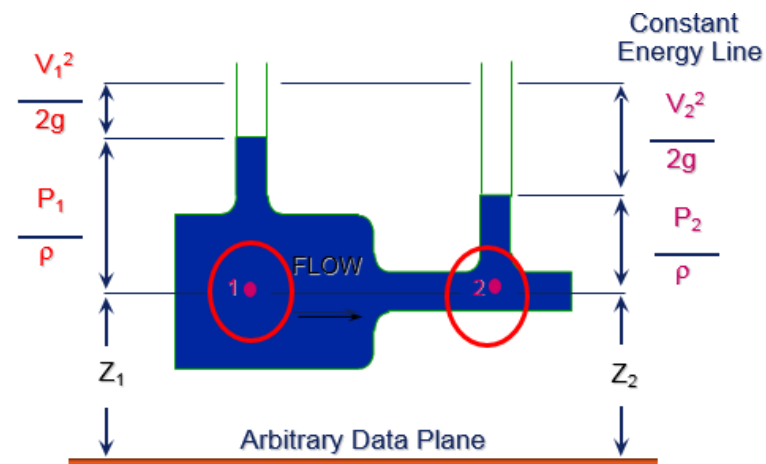 Constant
Energy Line
V₁²
2g
V₂²
2g
P₁
ρ
P₂
ρ
FLOW
1
2
Z₁
Z₂
Arbitrary Data Plane